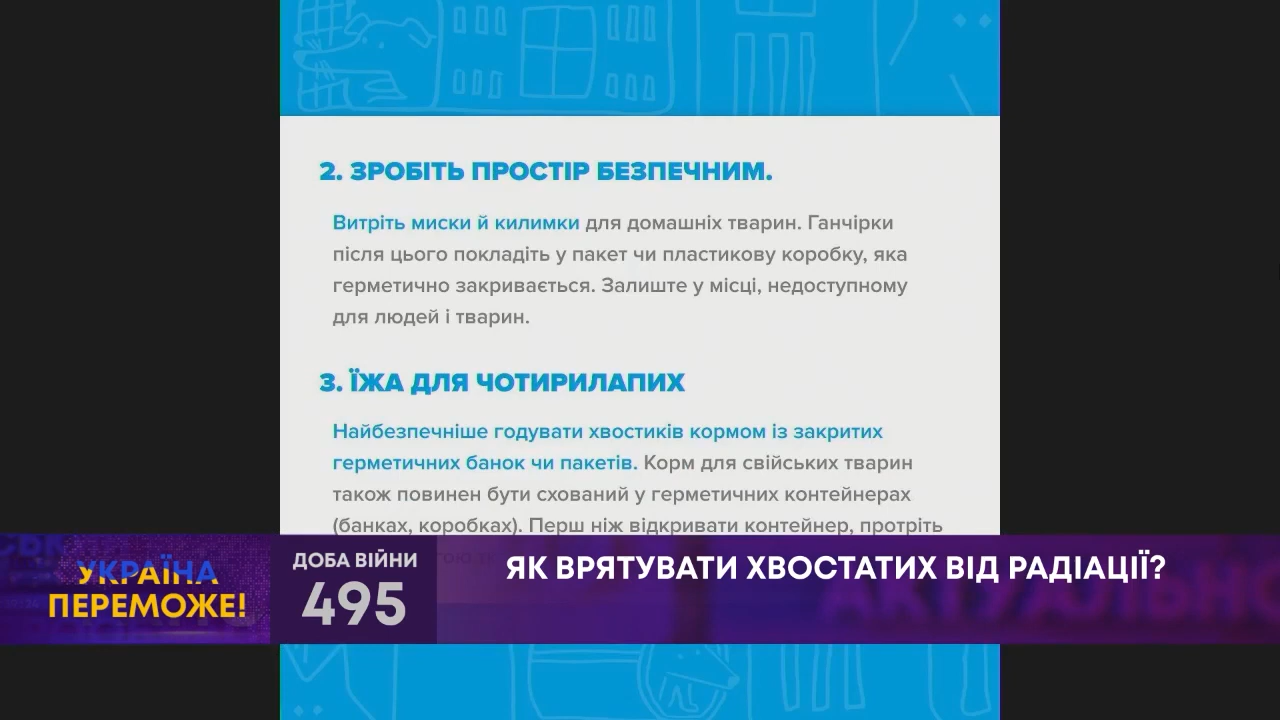 2. ЗРОБІТЬ ПРОСТІР БЕЗПЕЧНИМ.
Витріть миски й килимки для домашніх тварин. Ганчірки
після цього покладіть у пакет чи пластикову коробку, яка
герметично закривається. Залиште у місці, недоступному
для людей і тварин.
3. ЇЖА ДЛЯ ЧОТИРИЛАПИХ
Найбезпечніше годувати хвостиків кормом із закритих
герметичних банок чи пакетів. Корм для свійських тварин
також повинен бути схований у герметичних контейнерах
(банках, коробках). Перш ніж відкривати контейнер, протріть
УКРАЇНА
ПЕРЕМОЖЕ!
ДОБА ВІЙНИ
495
ЯК ВРЯТУВАТИ ХВОСТАТИХ ВІД РАДІАЦІЇ?
АКТУАЛЬНО